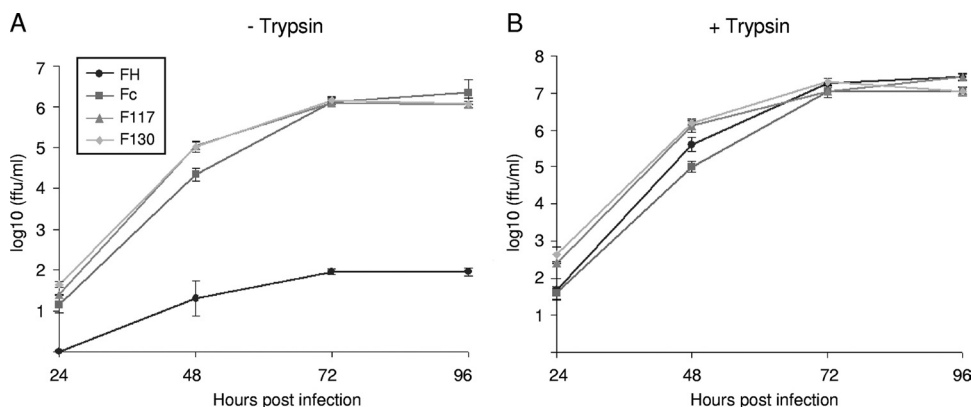 A
- Trypsin
FH
Fc
F117
F130
7
6
5
4
3
2
1
log10 (ffu/ml)
24
48
72
96
Hours post infection
B
+ Trypsin
8
7
6
5
4
3
2
1
log10 (ffu/ml)
24
48
72
96
Hours post infection